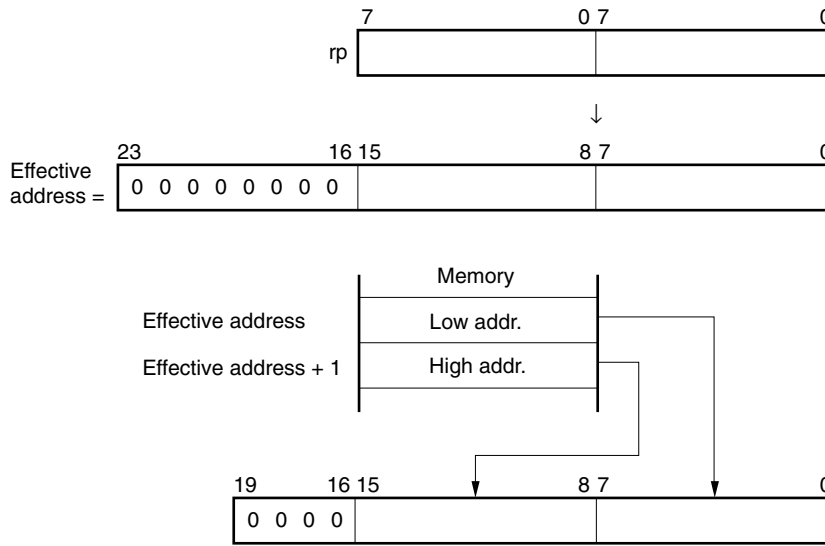 7 0 7 0
rp
↓
23 16 15 8 7 0
Effective
address =
0 0 0 0 0 0 0 0
Memory
Effective address
Low addr.
Effective address + 1
High addr.
19 16 15 8 7 0
0 0 0 0